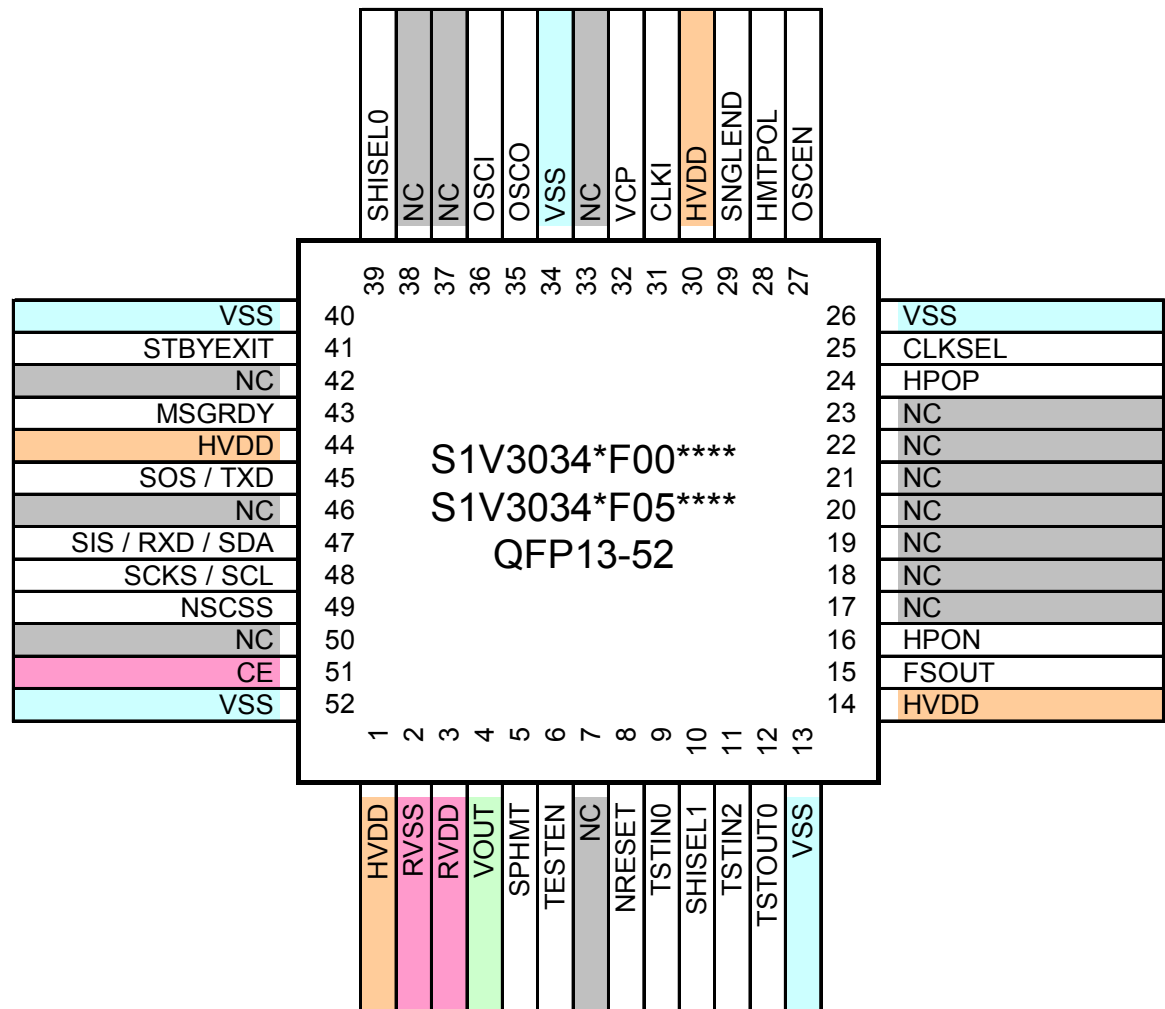 SHISEL0
NC
NC
OSCI
OSCO
VSS
NC
VCP
CLKI
HVDD
SNGLEND
HMTPOL
OSCEN
39 38 37 36 35 34 33 32 31 30 29 28 27
VSS 40
STBYEXIT 41
NC 42
MSGRDY 43
HVDD 44
SOS / TXD 45
NC 46
SIS / RXD / SDA 47
SCKS / SCL 48
NSCSS 49
NC 50
CE 51
VSS 52
S1V3034*F00****
S1V3034*F05****
QFP13-52
26 VSS
25 CLKSEL
24 HPOP
23 NC
22 NC
21 NC
20 NC
19 NC
18 NC
17 NC
16 HPON
15 FSOUT
14 HVDD
1 2 3 4 5 6 7 8 9 10 11 12 13
HVDD
RVSS
RVDD
VOUT
SPHMT
TESTEN
NC
NRESET
TSTIN0
SHISEL1
TSTIN2
TSTOUT0
VSS